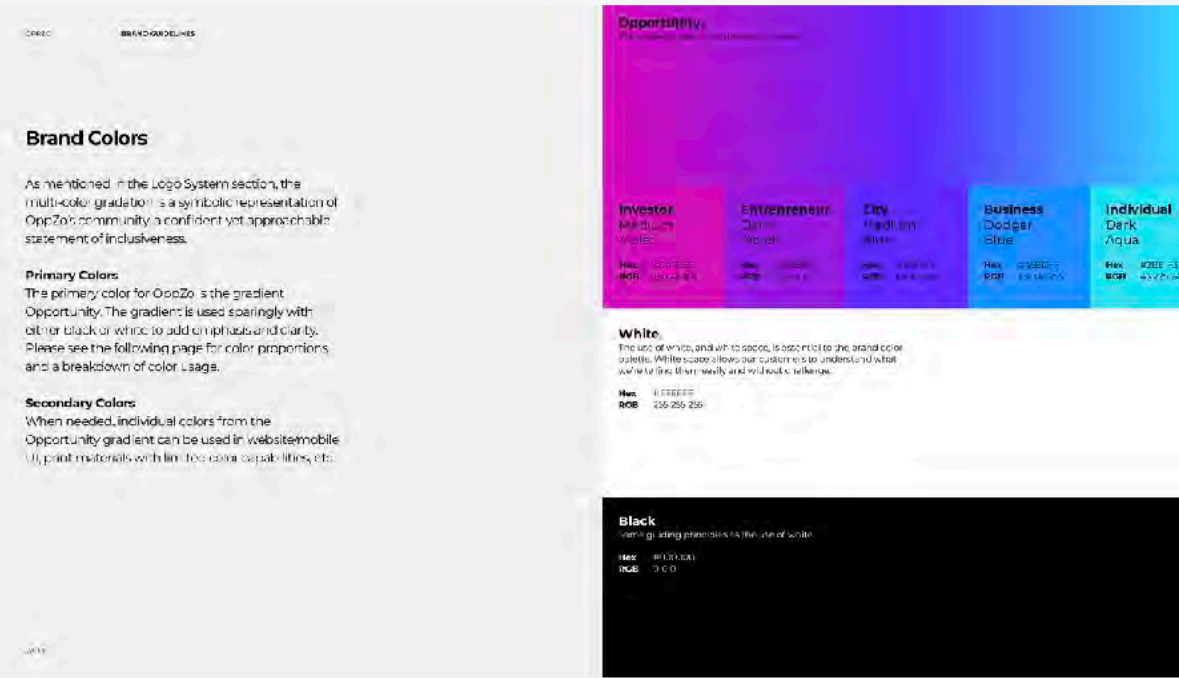 OPPZO
BRAND GUIDELINES
Brand Colors
As mentioned in the Logo System section, the
multi-color gradation is a symbolic representation of
OppZo's community, a confident yet approachable
statement of inclusiveness.
Primary Colors
The primary color for OppZo is the gradient
Opportunity. The gradient is used sparingly with
either black or white to add emphasis and clarity.
Please see the following page for color proportions
and a breakdown of color usage.
Secondary Colors
When needed, individual colors from the
Opportunity gradient can be used in website/mobile
UI, print materials with limited color capabilities, etc.
Opportunity
Investor
Medium
Violet
Hex
RGB
Entrepreneur
Dark
Violet
Hex
RGB
City
Medium
Blue
Hex
RGB
Business
Dodger
Blue
Hex
RGB
Individual
Dark
Aqua
Hex
RGB
White
The use of white, and white space, is essential to the brand color
palette. White space allows our customers to understand what
we're telling them easily and without challenge.
Hex #FFFFFF
RGB 255 255 255
Black
Same guiding principles as the use of white.
Hex #000000
RGB 0 0 0